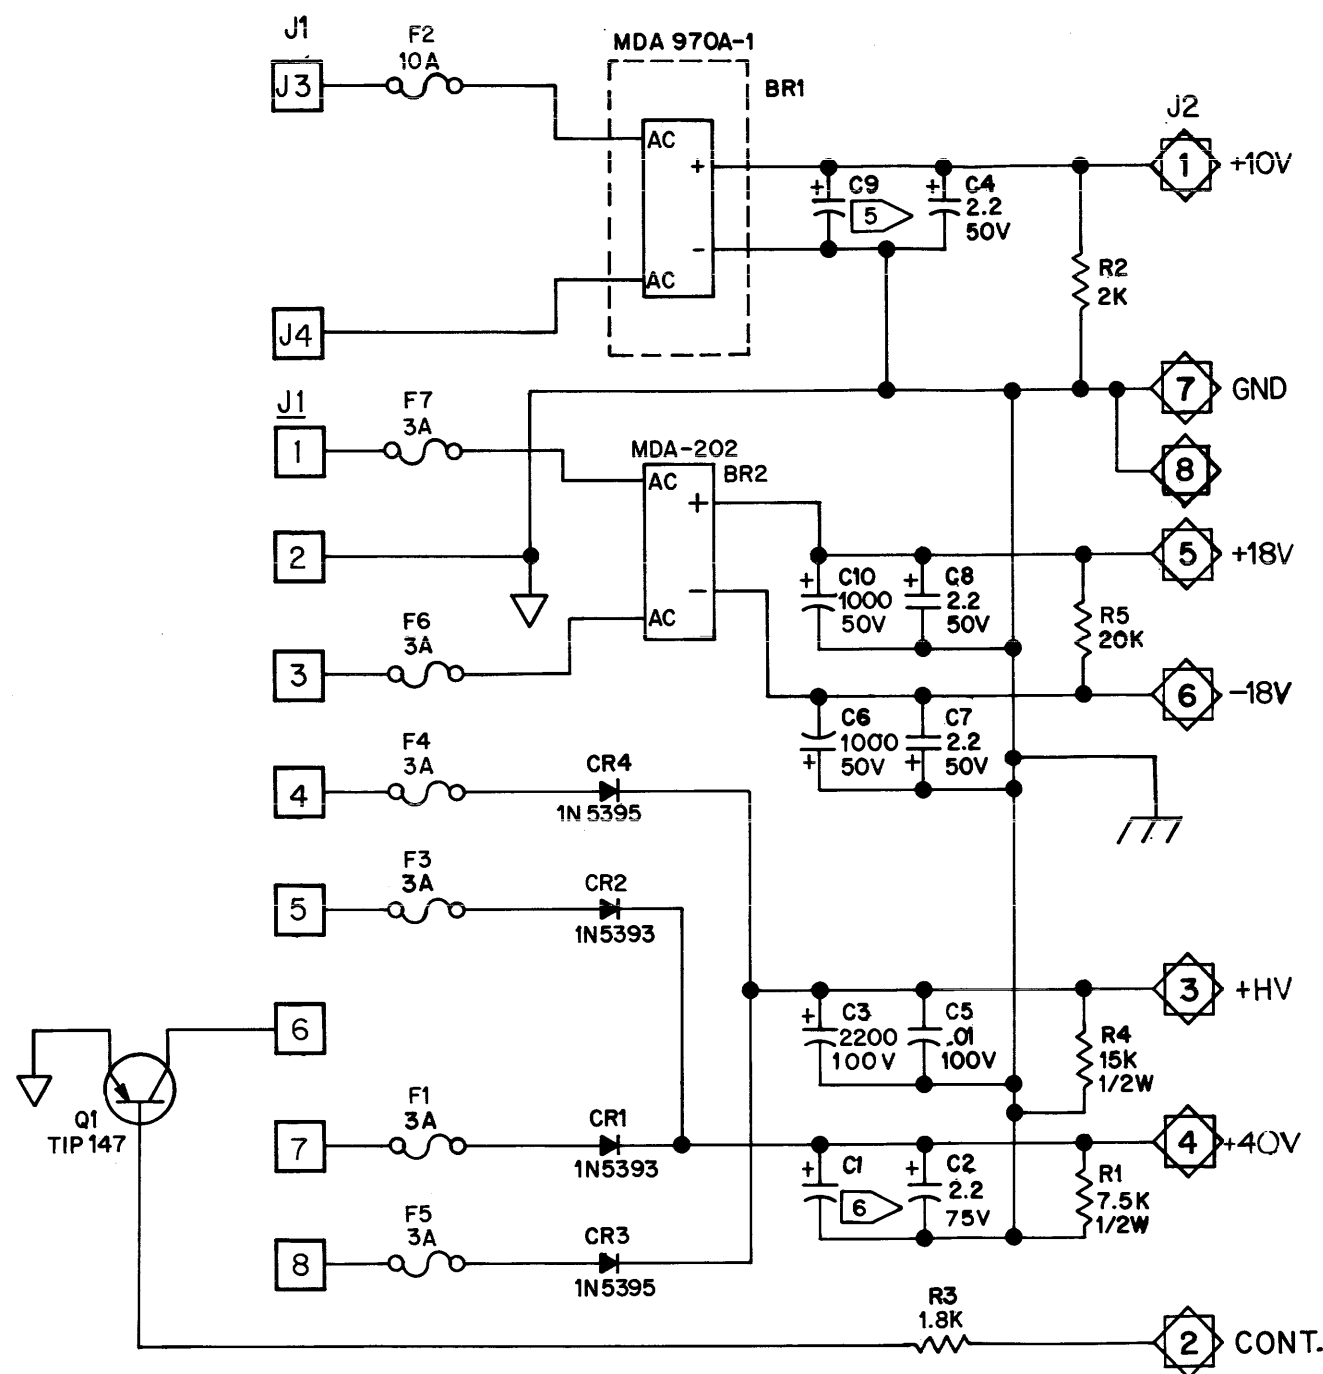 J1
F2
10A
MDA 970A-1
BR1
J3
AC
+
-
AC
J2
1
+10V
+
C9
5
+
C4
2.2
50V
R2
2K
J4
J1
F7
3A
1
7
GND
8
MDA-202
BR2
AC
+
-
AC
2
5
+18V
+
C10
1000
50V
+
C8
2.2
50V
R5
20K
F6
3A
3
6
-18V
C6
1000
50V
+
C7
2.2
50V
+
F4
3A
4
CR4
1N 5395
F3
3A
5
CR2
1N5393
3
+HV
6
+
C3
2200
100V
C5
.01
100V
R4
15K
1/2W
Q1
TIP 147
F1
3A
7
CR1
1N5393
4
+40V
+
C1
6
+
C2
2.2
75V
R1
7.5K
1/2W
F5
3A
8
CR3
1N5395
R3
1.8K
2
CONT.